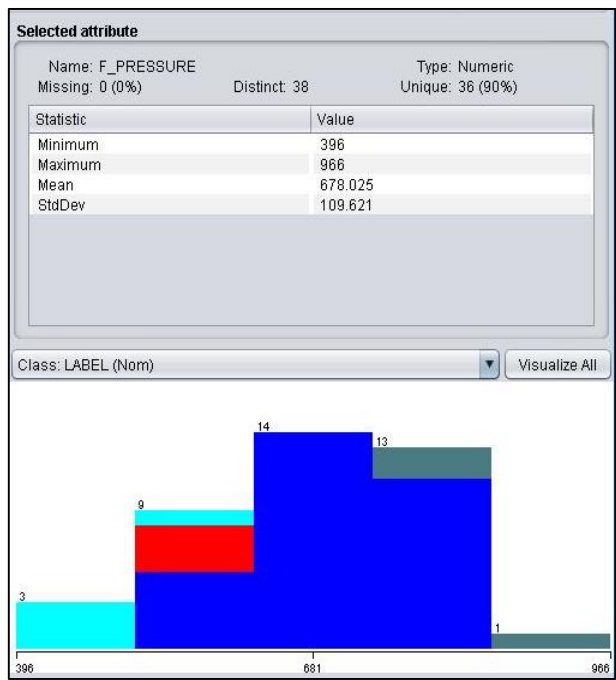 Selected attribute
Name: F_PRESSURE Type: Numeric
Missing: 0 (0%) Distinct: 38 Unique: 36 (90%)
Statistic Value
Minimum 396
Maximum 966
Mean 678.025
StdDev 109.621
Class: LABEL (Nom) Visualize All
14
13
9
3
1
396 681 966